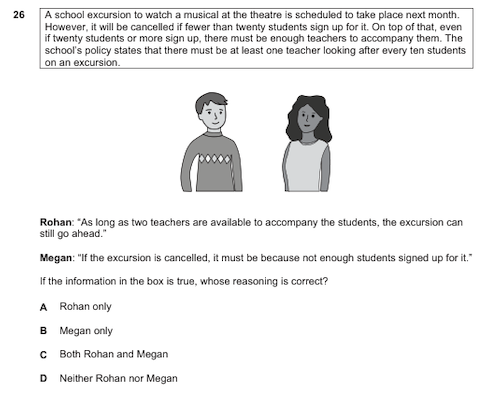 26 A school excursion to watch a musical at the theatre is scheduled to take place next month.
However, it will be cancelled if fewer than twenty students sign up for it. On top of that, even
if twenty students or more sign up, there must be enough teachers to accompany them. The
school's policy states that there must be at least one teacher looking after every ten students
on an excursion.
Rohan: "As long as two teachers are available to accompany the students, the excursion can
still go ahead."
Megan: "If the excursion is cancelled, it must be because not enough students signed up for it."
If the information in the box is true, whose reasoning is correct?
A Rohan only
B Megan only
C Both Rohan and Megan
D Neither Rohan nor Megan